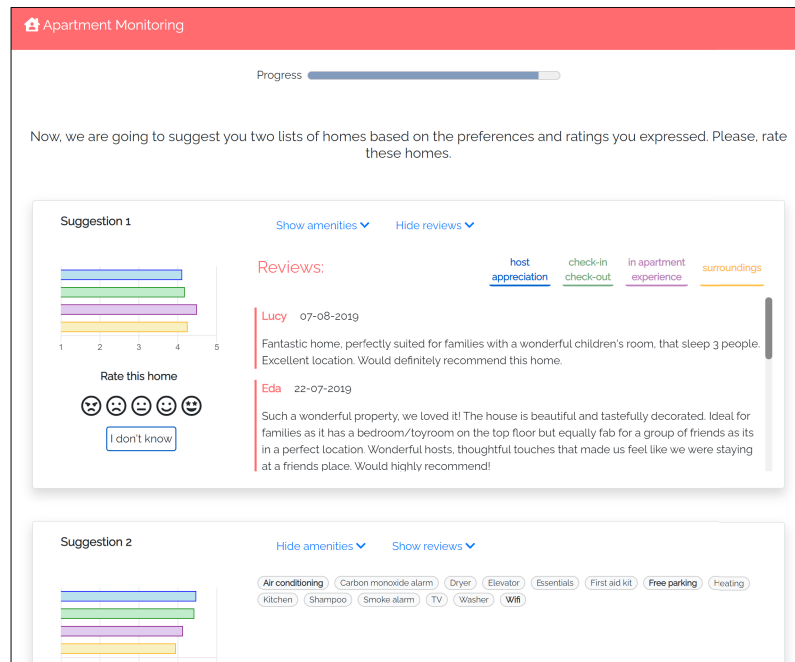 Apartment Monitoring
Progress
Now, we are going to suggest you two lists of homes based on the preferences and ratings you expressed. Please, rate
these homes.
Suggestion 1
Show amenities
Hide reviews
Reviews:
host
appreciation
check-in
check-out
in apartment
experience
surroundings
1 2 3 4 5
Rate this home
I don't know
Lucy 07-08-2019
Fantastic home, perfectly suited for families with a wonderful children's room, that sleep 3 people.
Excellent location. Would definitely recommend this home.
Eda 22-07-2019
Such a wonderful property, we loved it! The house is beautiful and tastefully decorated. Ideal for
families as it has a bedroom/toyroom on the top floor but equally fab for a group of friends as its
in a perfect location. Wonderful hosts, thoughtful touches that made us feel like we were staying
at a friends place. Would highly recommend!
Suggestion 2
Hide amenities
Show reviews
Air conditioning Carbon monoxide alarm Dryer Elevator Essentials First aid kit Free parking Heating
Kitchen Shampoo Smoke alarm TV Washer Wifi